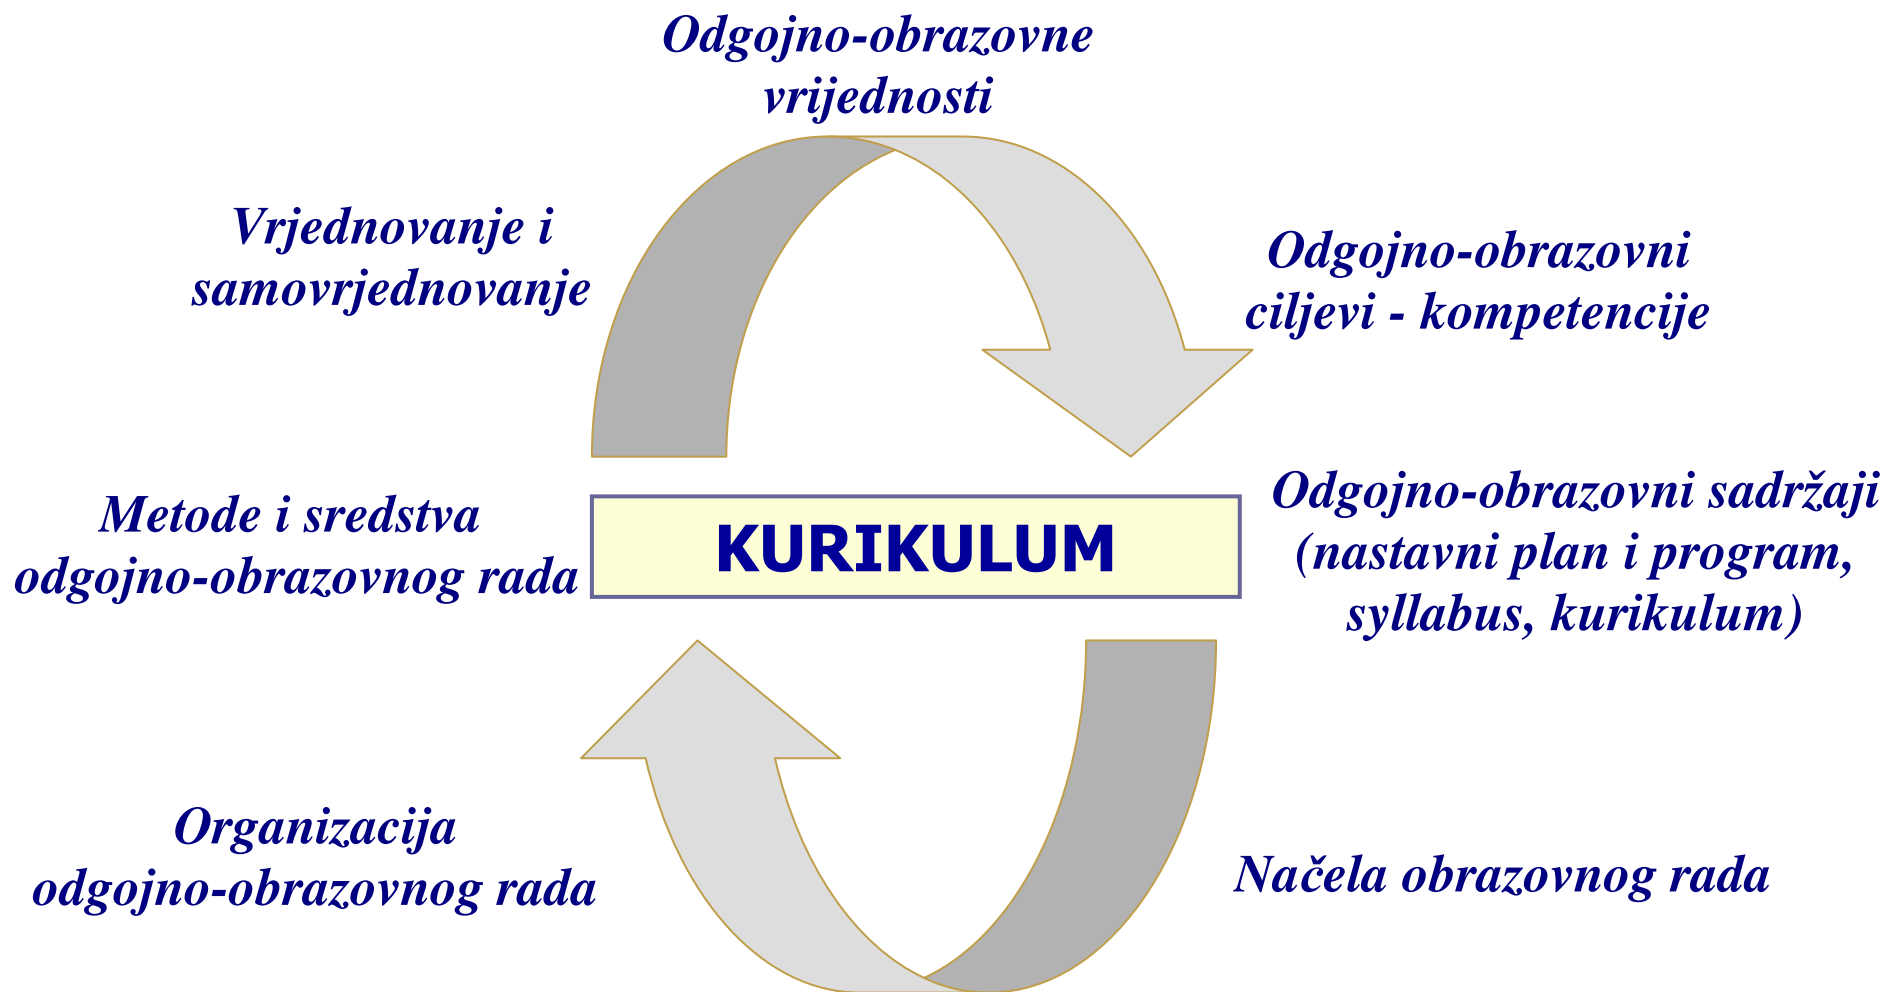 Odgojno-obrazovne
vrijednosti
Vrjednovanje i
samovrjednovanje
Odgojno-obrazovni
ciljevi - kompetencije
Metode i sredstva
odgojno-obrazovnog rada
KURIKULUM
Odgojno-obrazovni sadržaji
(nastavni plan i program,
syllabus, kurikulum)
Organizacija
odgojno-obrazovnog rada
Načela obrazovnog rada